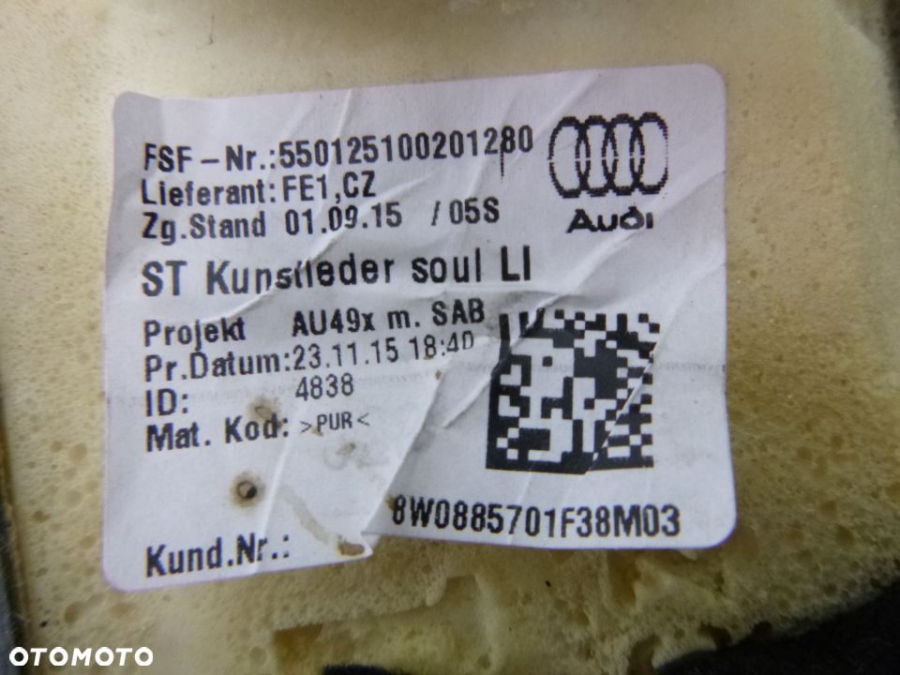 FSF-Nr.:550125100201280
Lieferant: FE1,CZ
Zg.Stand 01.09.15 /05S
Audi
ST Kunstleder soul LI
Projekt AU49x m. SAB
Pr.Datum:23.11.15 18:40
ID: 4838
Mat. Kod: >PUR<
8W0885701F38M03
Kund.Nr.:
OTOMOTO